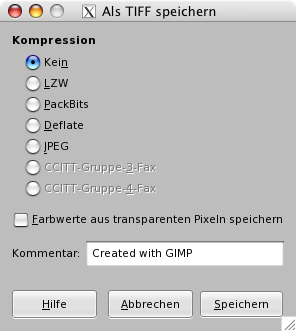 Als TIFF speichern
Kompression
Kein
LZW
PackBits
Deflate
JPEG
CCITT-Gruppe-3-Fax
CCITT-Gruppe-4-Fax
Farbwerte aus transparenten Pixeln speichern
Kommentar: Created with GIMP
Hilfe Abbrechen Speichern